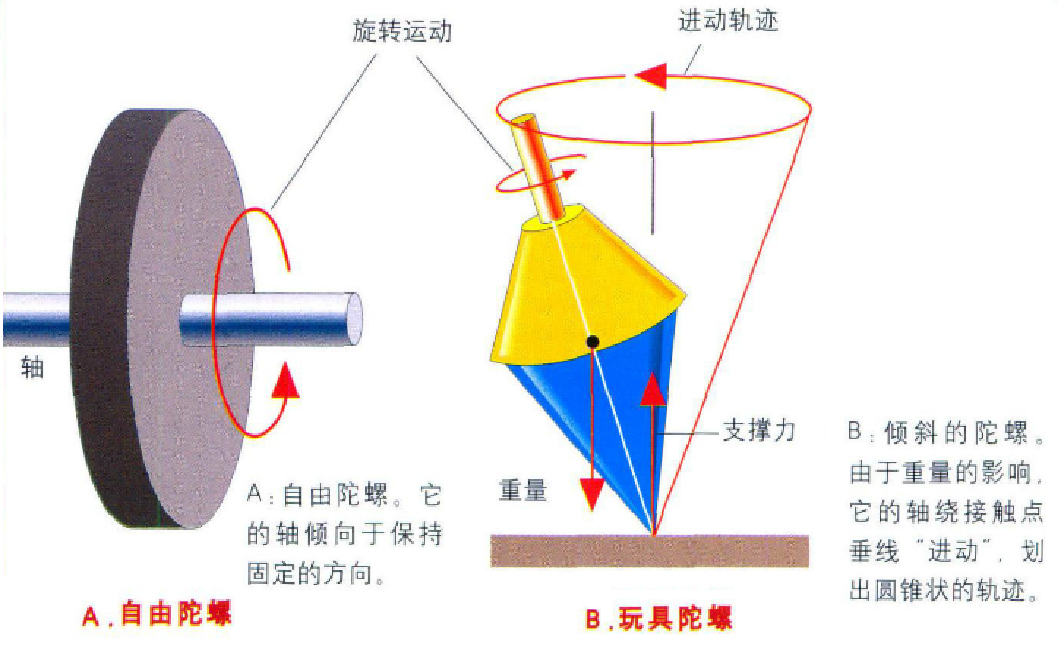 旋转运动
进动轨迹
轴
支撑力
重量
A:自由陀螺。它
的轴倾向于保持
固定的方向。
B:倾斜的陀螺。
由于重量的影响,
它的轴绕接触点
垂线“进动”,划
出圆锥状的轨迹。
A.自由陀螺
B.玩具陀螺